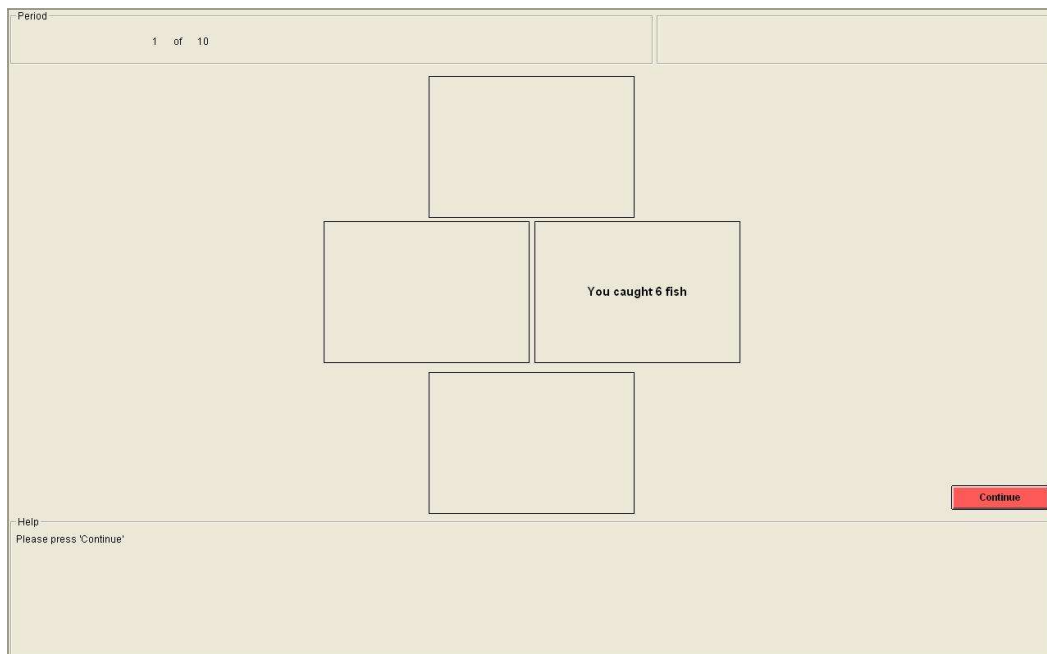 Period
1 of 10
You caught 6 fish
Continue
Help
Please press 'Continue'